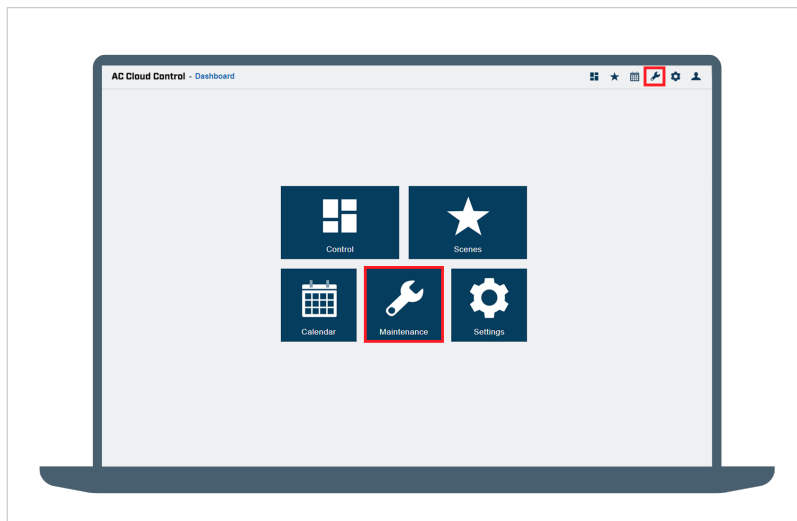 AC Cloud Control - Dashboard
Control
Scenes
Calendar
Maintenance
Settings